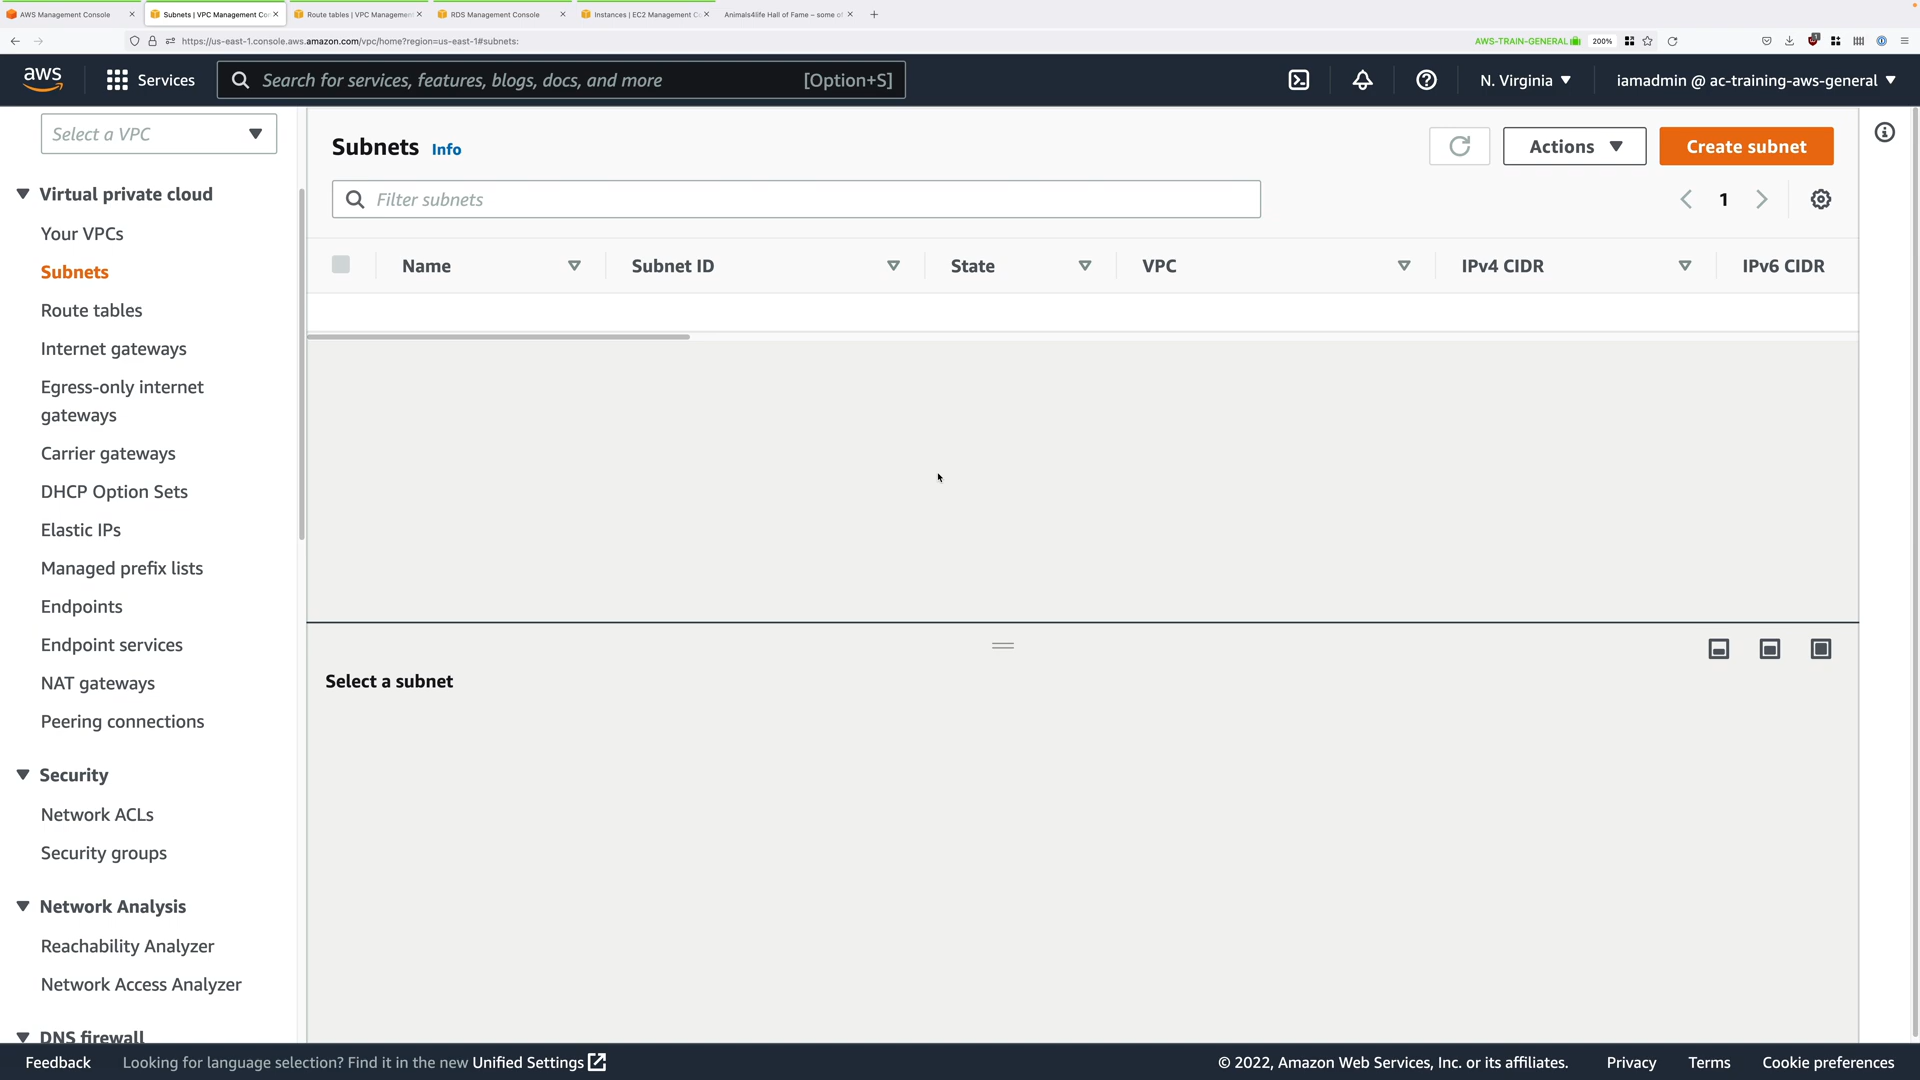 AWS Management Console
Subnets | VPC Management Co
Route tables | VPC Managemen
RDS Management Console
Instances | EC2 Management C
Animals4life Hall of Fame – some of
https://us-east-1.console.aws.amazon.com/vpc/home?region=us-east-1#subnets:
AWS-TRAIN-GENERAL
200%
aws
Services
Search for services, features, blogs, docs, and more
[Option+S]
N. Virginia
iamadmin @ ac-training-aws-general
Select a VPC
Virtual private cloud
Your VPCs
Subnets
Route tables
Internet gateways
Egress-only internet
gateways
Carrier gateways
DHCP Option Sets
Elastic IPs
Managed prefix lists
Endpoints
Endpoint services
NAT gateways
Peering connections
Security
Network ACLs
Security groups
Network Analysis
Reachability Analyzer
Network Access Analyzer
DNS firewall
Subnets Info
Actions
Create subnet
Filter subnets
1
Name
Subnet ID
State
VPC
IPv4 CIDR
IPv6 CIDR
Select a subnet
Feedback
Looking for language selection? Find it in the new Unified Settings
© 2022, Amazon Web Services, Inc. or its affiliates.
Privacy
Terms
Cookie preferences